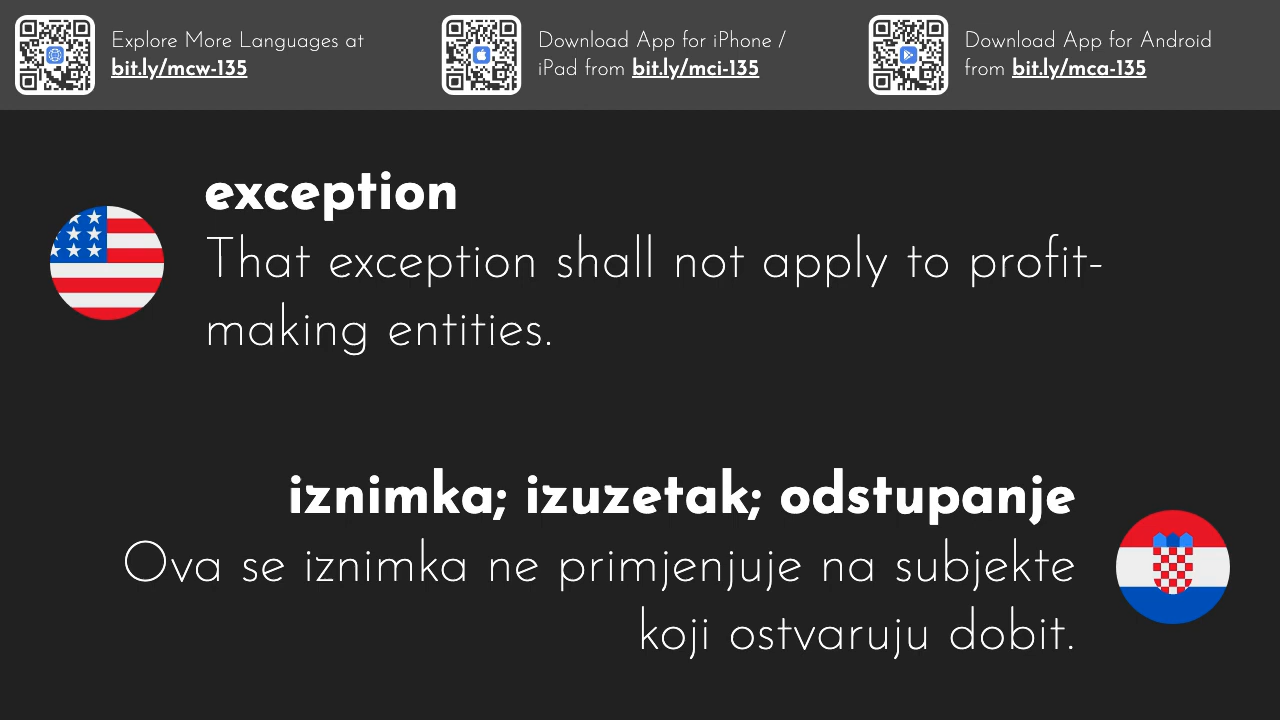 Explore More Languages at
bit.ly/mcw-135
Download App for iPhone /
iPad from bit.ly/mci-135
Download App for Android
from bit.ly/mca-135
exception
That exception shall not apply to profit-
making entities.
iznimka; izuzetak; odstupanje
Ova se iznimka ne primjenjuje na subjekte
koji ostvaruju dobit.